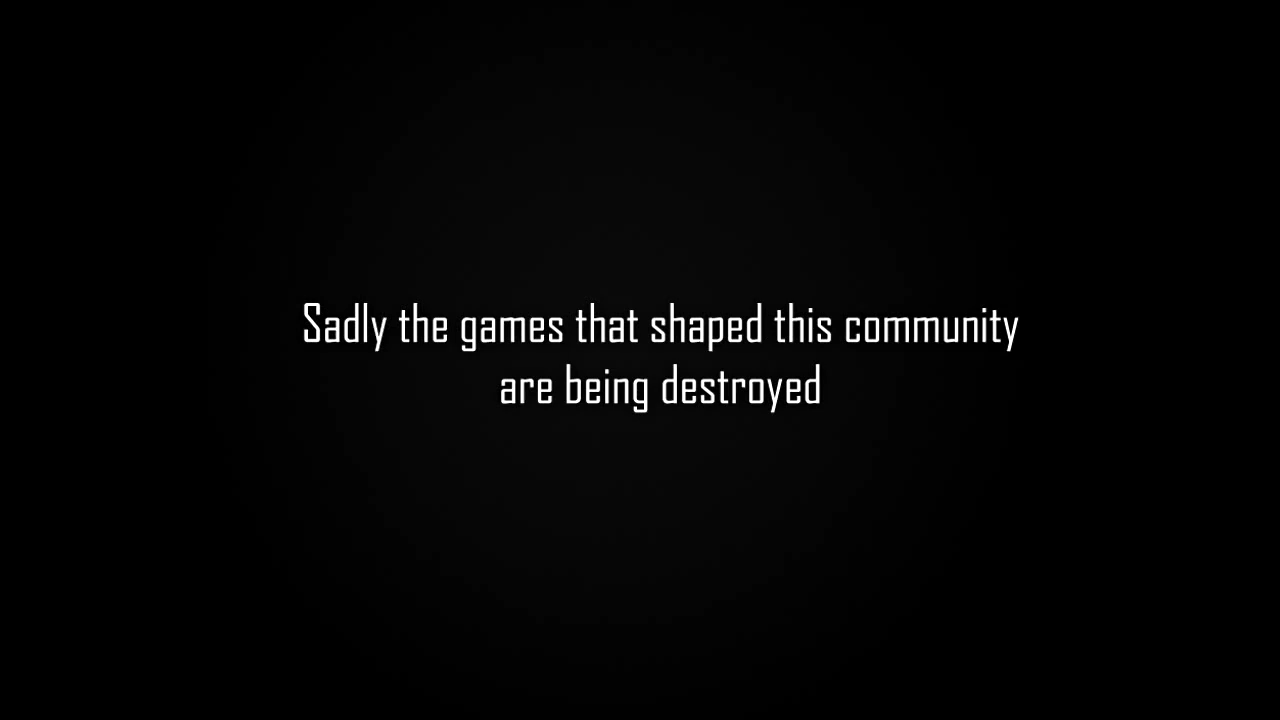 Sadly the games that shaped this community
are being destroyed